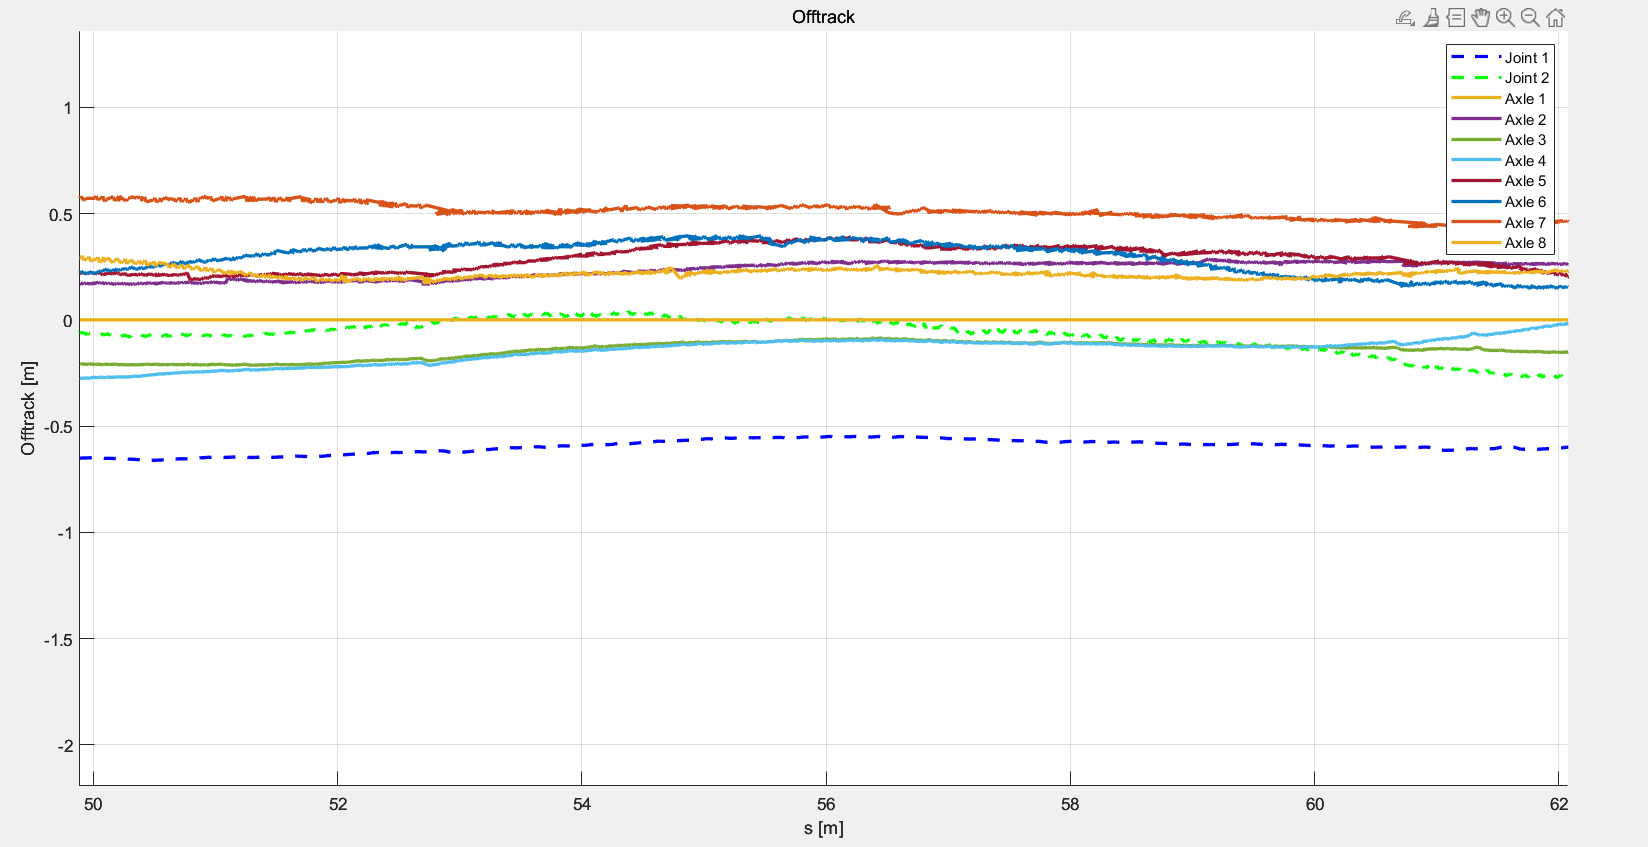 Offtrack
Joint 1
Joint 2
Axle 1
Axle 2
Axle 3
Axle 4
Axle 5
Axle 6
Axle 7
Axle 8
1
0.5
0
-0.5
-1
-1.5
-2
Offtrack [m]
50 52 54 56 58 60 62
s [m]